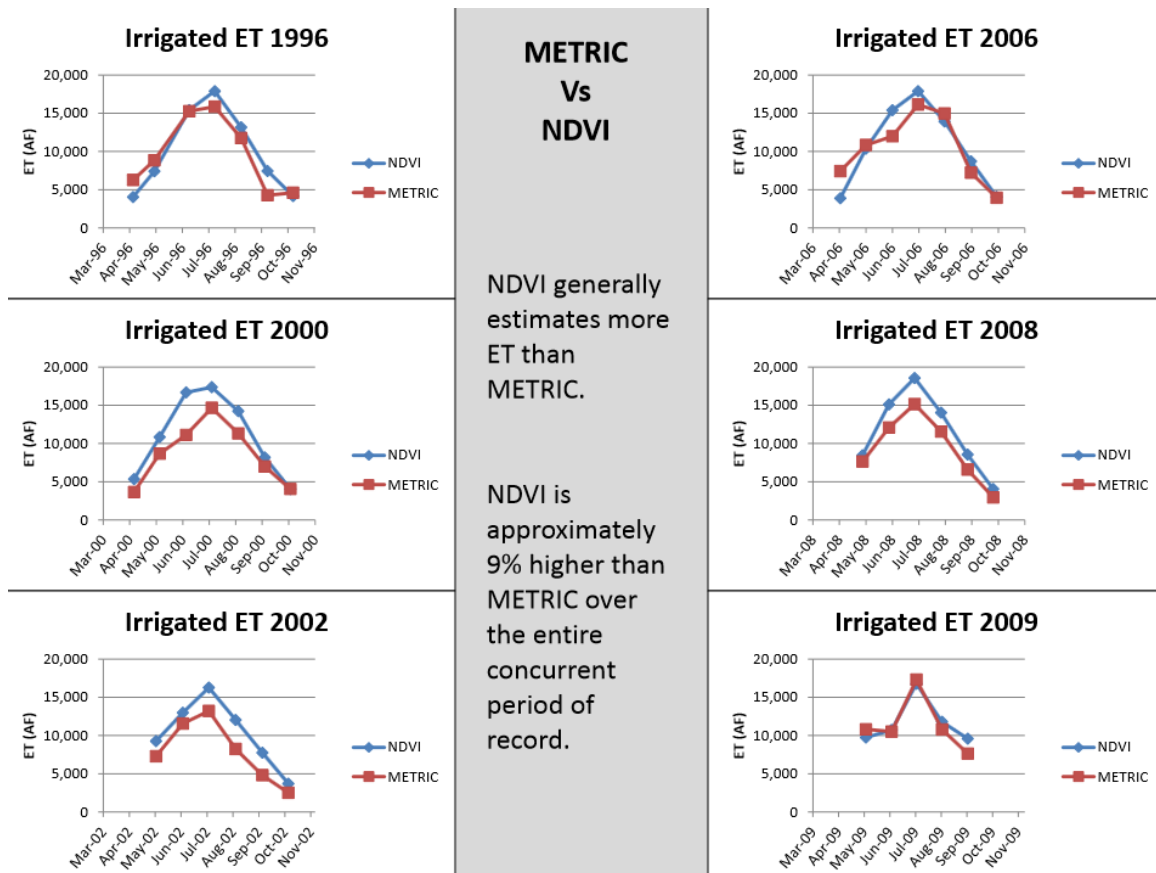 Irrigated ET 1996
20,000
15,000
10,000
5,000
0
ET (AF)
Mar-96
Apr-96
May-96
Jun-96
Jul-96
Aug-96
Sep-96
Oct-96
Nov-96
NDVI
METRIC
Irrigated ET 2000
20,000
15,000
10,000
5,000
0
ET (AF)
Mar-00
Apr-00
May-00
Jun-00
Jul-00
Aug-00
Sep-00
Oct-00
Nov-00
NDVI
METRIC
Irrigated ET 2002
20,000
15,000
10,000
5,000
0
ET (AF)
Mar-02
Apr-02
May-02
Jun-02
Jul-02
Aug-02
Sep-02
Oct-02
Nov-02
NDVI
METRIC
METRIC
Vs
NDVI
NDVI generally
estimates more
ET than
METRIC.
NDVI is
approximately
9% higher than
METRIC over
the entire
concurrent
period of
record.
Irrigated ET 2006
20,000
15,000
10,000
5,000
0
ET (AF)
Mar-06
Apr-06
May-06
Jun-06
Jul-06
Aug-06
Sep-06
Oct-06
Nov-06
NDVI
METRIC
Irrigated ET 2008
20,000
15,000
10,000
5,000
0
ET (AF)
Mar-08
Apr-08
May-08
Jun-08
Jul-08
Aug-08
Sep-08
Oct-08
Nov-08
NDVI
METRIC
Irrigated ET 2009
20,000
15,000
10,000
5,000
0
ET (AF)
Mar-09
Apr-09
May-09
Jun-09
Jul-09
Aug-09
Sep-09
Oct-09
Nov-09
NDVI
METRIC